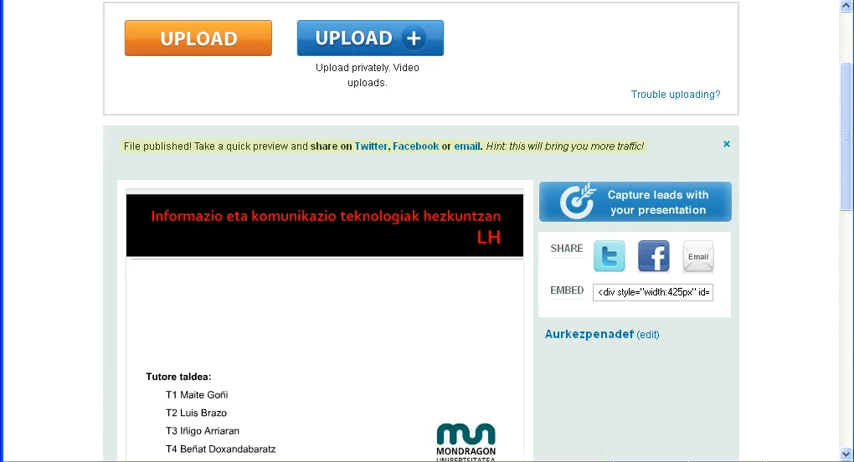 UPLOAD
UPLOAD +
Upload privately. Video
uploads.
Trouble uploading?
File published! Take a quick preview and share on Twitter, Facebook or email. Hint: this will bring you more traffic!
×
Informazio eta komunikazio teknologiak hezkuntzan
LH
Capture leads with
your presentation
SHARE
Email
EMBED
<div style="width:425px" id=
Aurkezpenadef (edit)
Tutore taldea:
T1 Maite Goñi
T2 Luis Brazo
T3 Iñigo Arriaran
T4 Beñat Doxandabaratz
MONDRAGON
UNIBERTSITATEA